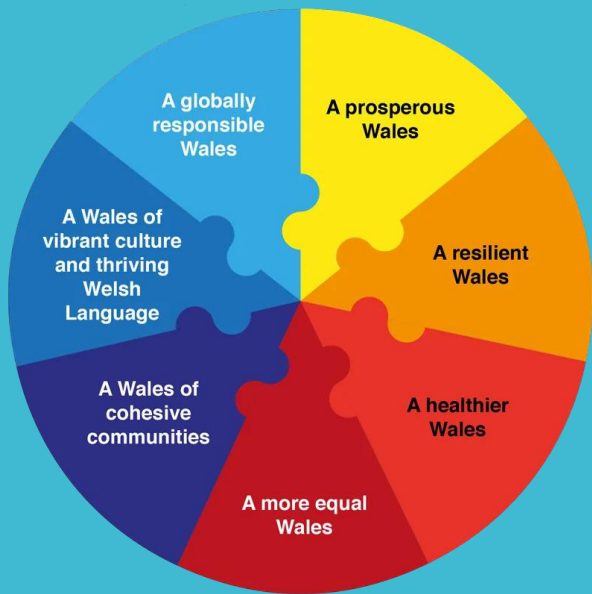 A globally
responsible
Wales
A prosperous
Wales
A Wales of
vibrant culture
and thriving
Welsh
Language
A resilient
Wales
A Wales of
cohesive
communities
A healthier
Wales
A more equal
Wales